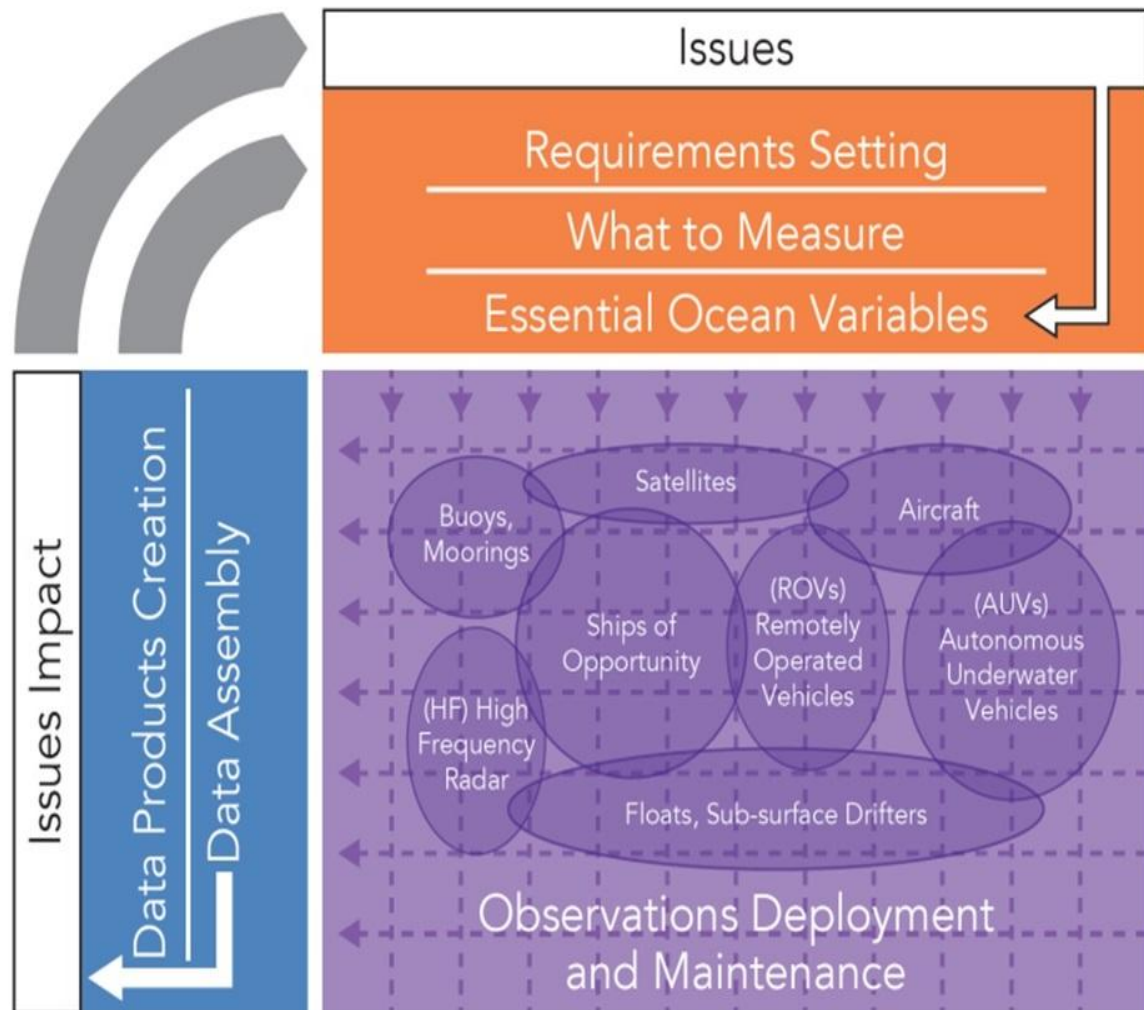 Issues
Requirements Setting
What to Measure
Essential Ocean Variables
Issues Impact
Data Products Creation
Data Assembly
Satellites
Aircraft
Buoys,
Moorings
Ships of
Opportunity
(ROVs)
Remotely
Operated
Vehicles
(AUVs)
Autonomous
Underwater
Vehicles
(HF) High
Frequency
Radar
Floats, Sub-surface Drifters
Observations Deployment
and Maintenance